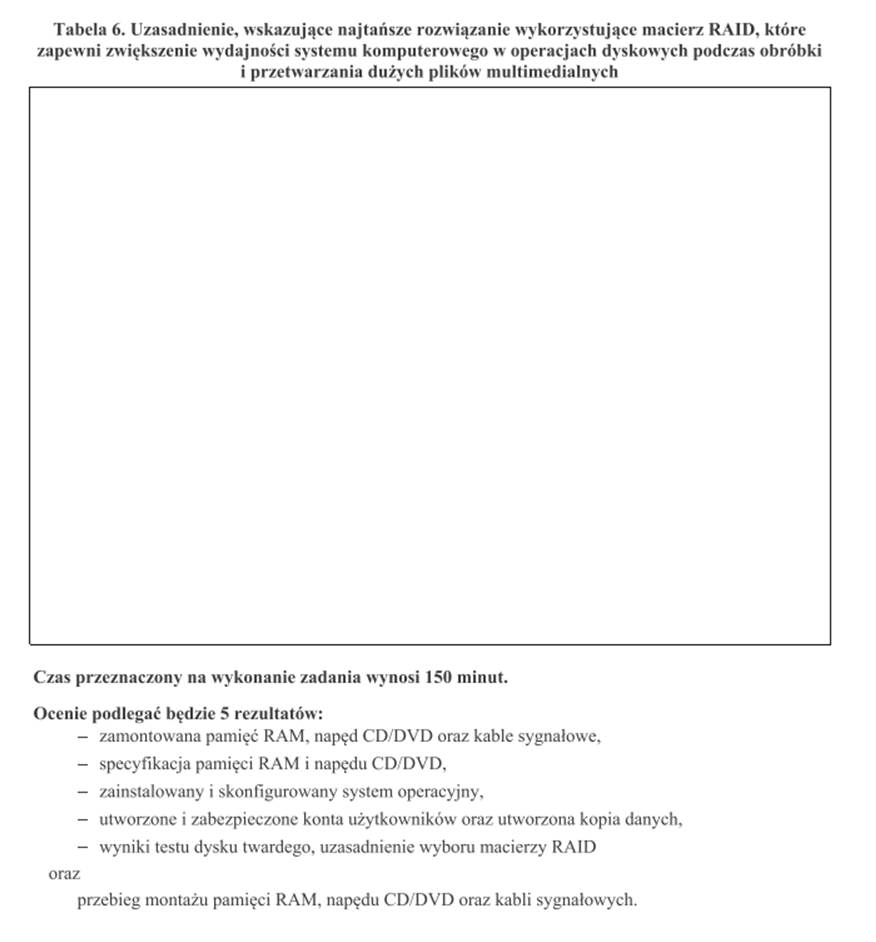 Tabela 6. Uzasadnienie, wskazujące najtańsze rozwiązanie wykorzystujące macierz RAID, które
zapewni zwiększenie wydajności systemu komputerowego w operacjach dyskowych podczas obróbki
i przetwarzania dużych plików multimedialnych
Czas przeznaczony na wykonanie zadania wynosi 150 minut.
Ocenie podlegać będzie 5 rezultatów:
– zamontowana pamięć RAM, napęd CD/DVD oraz kable sygnałowe,
– specyfikacja pamięci RAM i napędu CD/DVD,
– zainstalowany i skonfigurowany system operacyjny,
– utworzone i zabezpieczone konta użytkowników oraz utworzona kopia danych,
– wyniki testu dysku twardego, uzasadnienie wyboru macierzy RAID
oraz
przebieg montażu pamięci RAM, napędu CD/DVD oraz kabli sygnałowych.